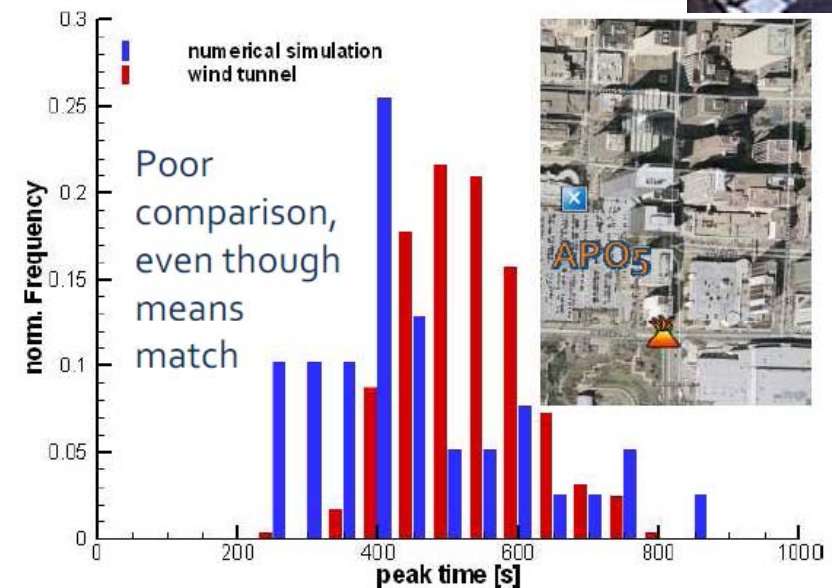 0.3
0.25
0.2
0.15
0.1
0.05
0
norm. Frequency
numerical simulation
wind tunnel
Poor
comparison,
even though
means
match
APO5
0
200
400
600
800
1000
peak time [s]